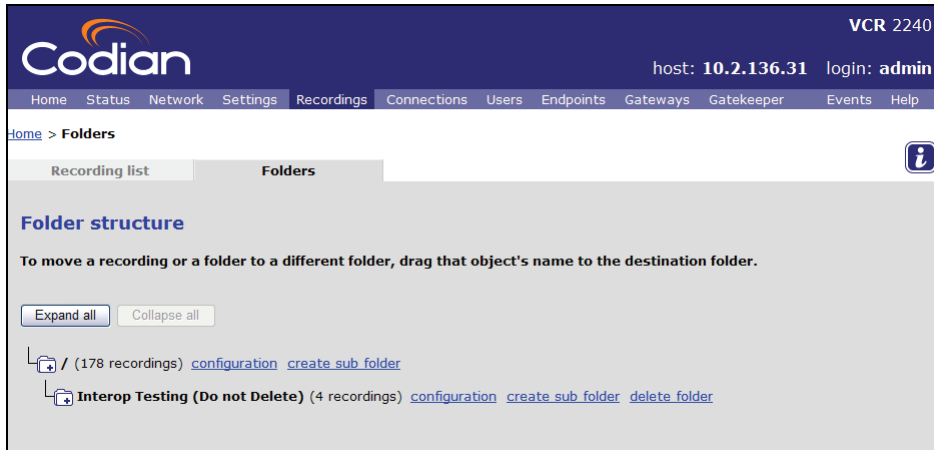 VCR 2240
Codian
host: 10.2.136.31 login: admin
Home Status Network Settings Recordings Connections Users Endpoints Gateways Gatekeeper Events Help
Home > Folders
i
Recording list Folders
Folder structure
To move a recording or a folder to a different folder, drag that object's name to the destination folder.
Expand all Collapse all
/ (178 recordings) configuration create sub folder
Interop Testing (Do not Delete) (4 recordings) configuration create sub folder delete folder